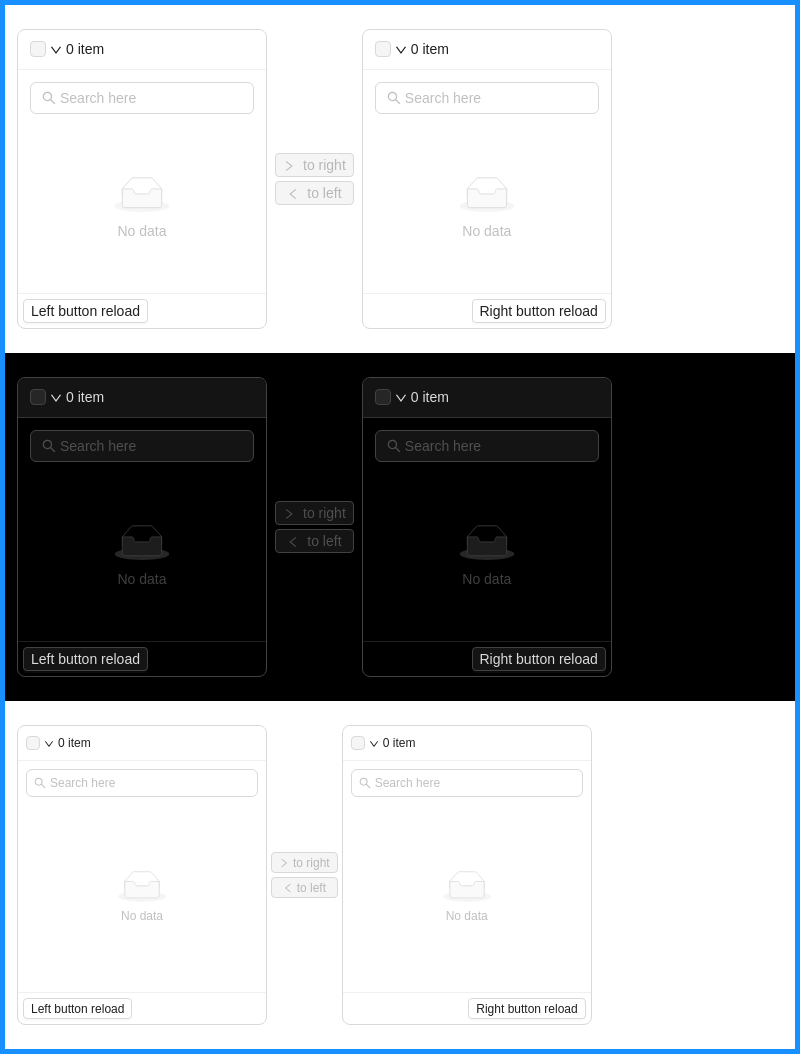 0 item
0 item
Search here
Search here
to right
to left
No data
No data
Left button reload
Right button reload
0 item
0 item
Search here
Search here
to right
to left
No data
No data
Left button reload
Right button reload
0 item
0 item
Search here
Search here
to right
to left
No data
No data
Left button reload
Right button reload